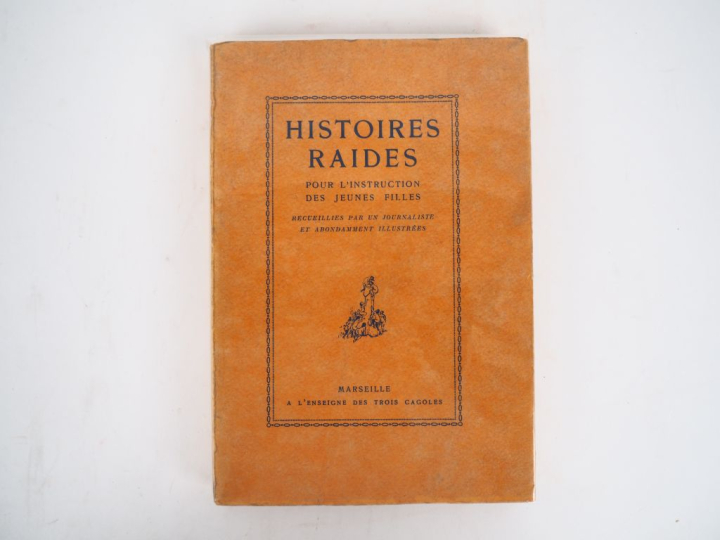 HISTOIRES
RAIDES
POUR L'INSTRUCTION
DES JEUNES FILLES
RECUEILLIES PAR UN JOURNALISTE
ET ABONDAMMENT ILLUSTRÉES
MARSEILLE
A L'ENSEIGNE DES TROIS CAGOLES